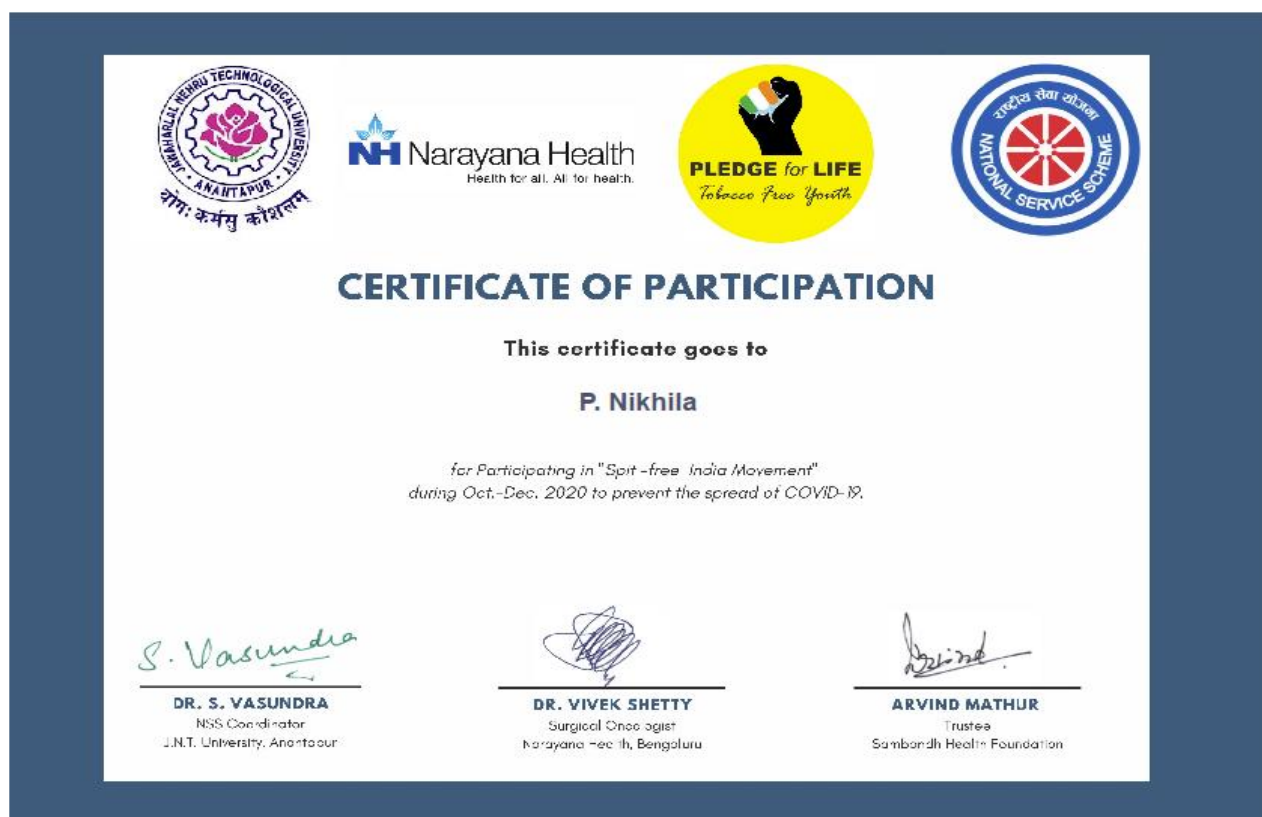 JAWAHARLAL NEHRU TECHNOLOGICAL UNIVERSITY
ANANTAPUR
योगः कर्मसु कौशलम्
NH Narayana Health
Health for all. All for health.
PLEDGE for LIFE
Tobacco Free Youth
राष्ट्रीय सेवा योजना
NATIONAL SERVICE SCHEME
CERTIFICATE OF PARTICIPATION
This certificate goes to
P. Nikhila
for Participating in "Spit -free India Movement"
during Oct.-Dec. 2020 to prevent the spread of COVID-19.
S. Vasundra
DR. S. VASUNDRA
NSS Coordinator
J.N.T. University, Anantapur
DR. VIVEK SHETTY
Surgical Oncologist
Narayana Health, Bengaluru
Arvind
ARVIND MATHUR
Trustee
Sambandh Health Foundation